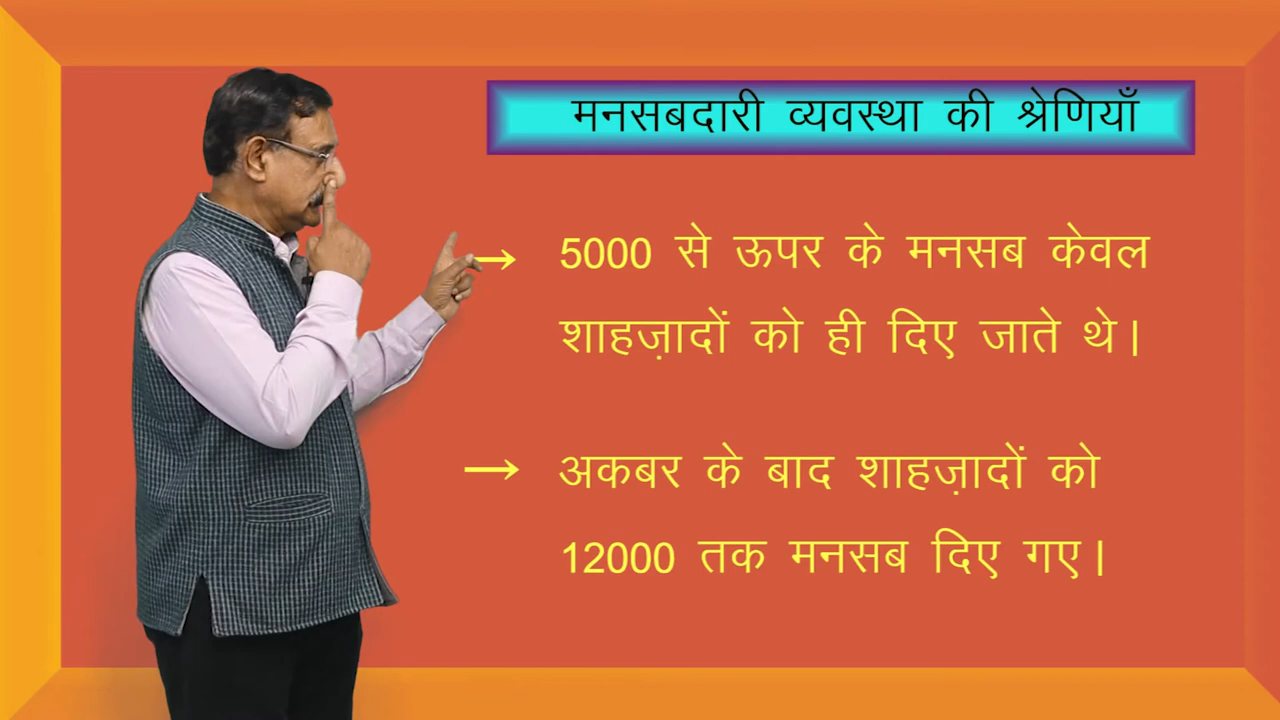 मनसबदारी व्यवस्था की श्रेणियाँ
→ 5000 से ऊपर के मनसब केवल
शाहज़ादों को ही दिए जाते थे।
→ अकबर के बाद शाहज़ादों को
12000 तक मनसब दिए गए।